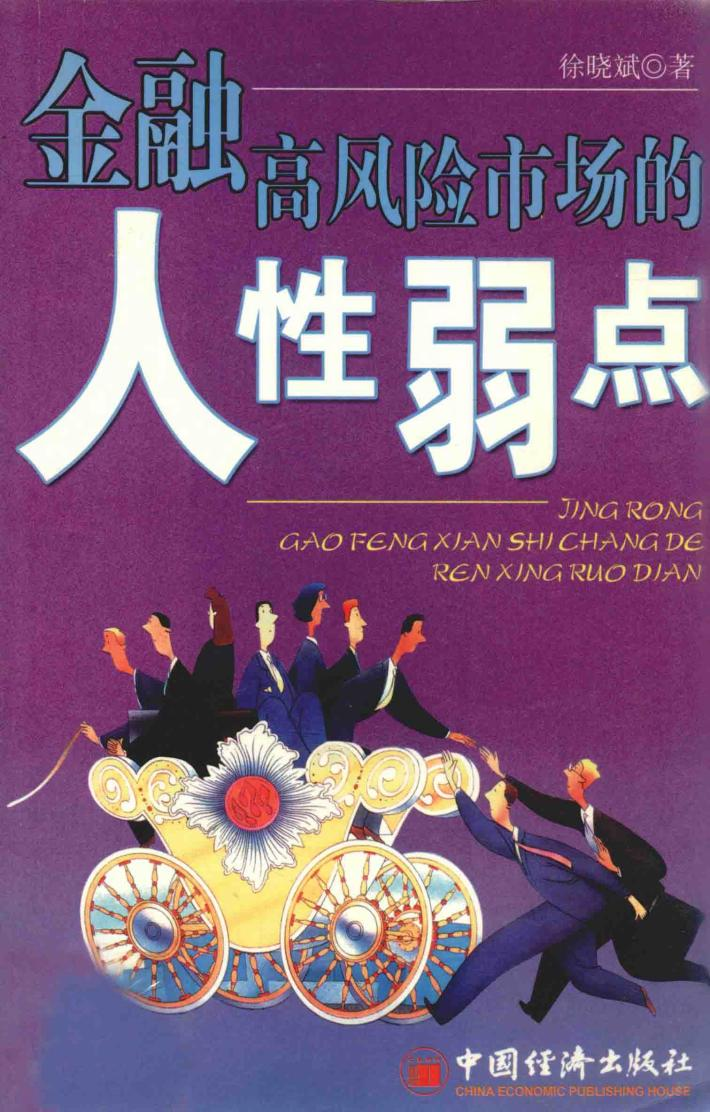 徐晓斌◎著
金融
高风险市场的
人性弱点
JING RONG
GAO FENG XIAN SHI CHANG DE
REN XING RUO DIAN
中国经济出版社
CHINA ECONOMIC PUBLISHING HOUSE